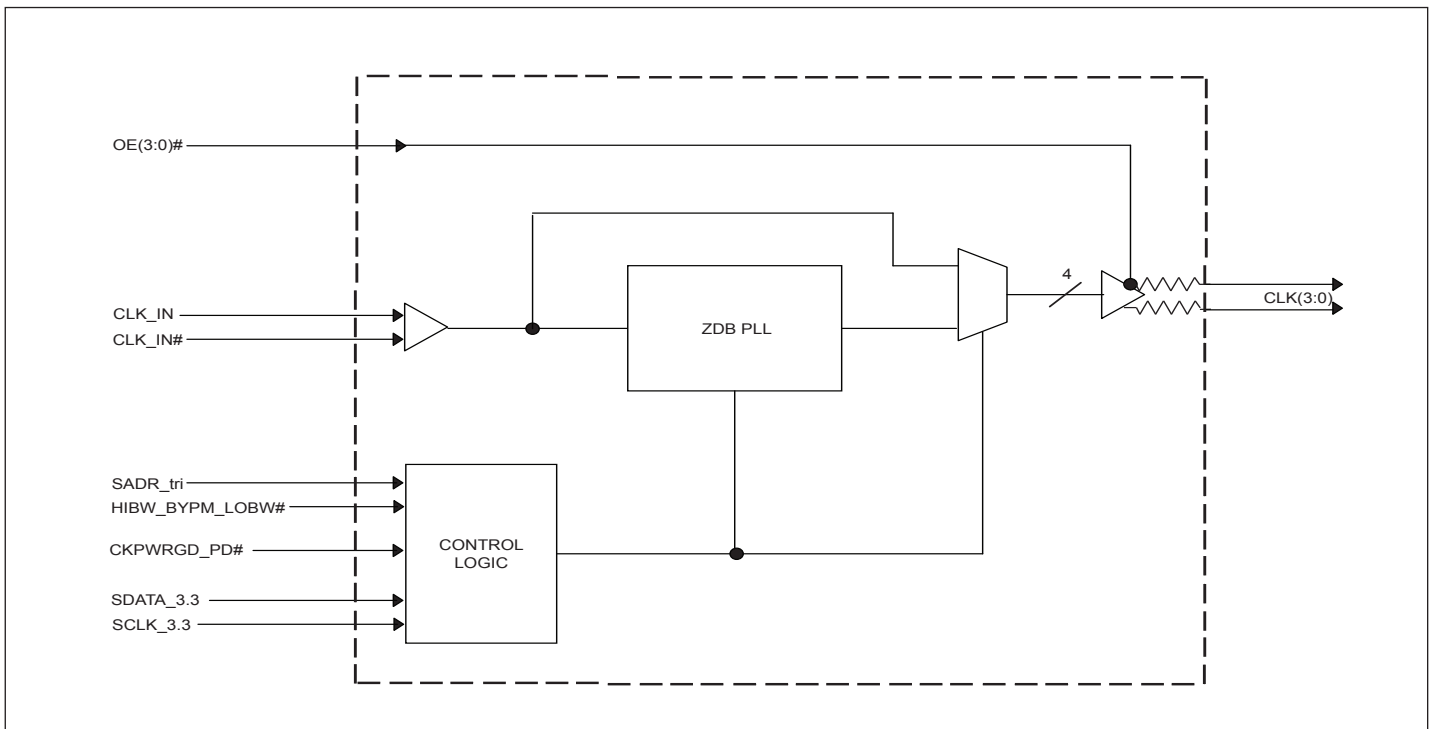 OE(3:0)#
4
CLK(3:0)
CLK_IN
CLK_IN#
ZDB PLL
SADR_tri
HIBW_BYPM_LOBW#
CKPWRGD_PD#
CONTROL
LOGIC
SDATA_3.3
SCLK_3.3